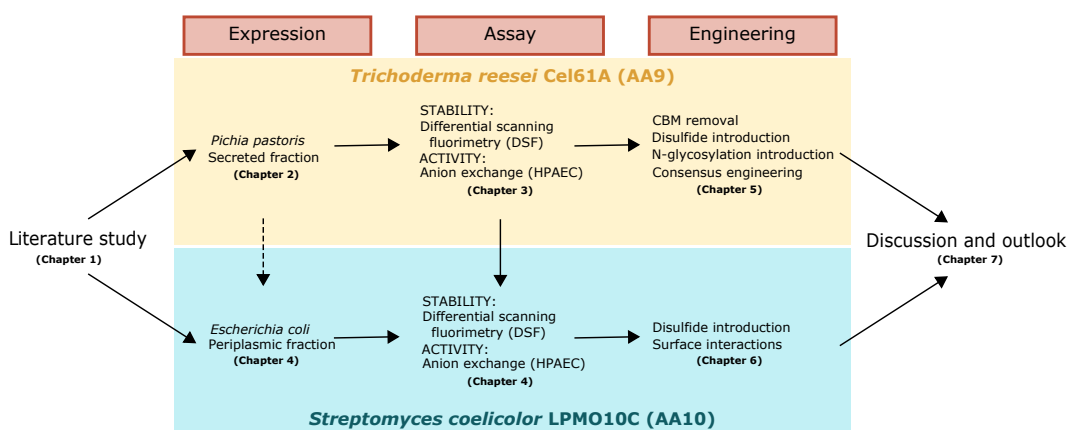 Expression
Assay
Engineering
Trichoderma reesei Cel61A (AA9)
Pichia pastoris
Secreted fraction
(Chapter 2)
STABILITY:
Differential scanning
fluorimetry (DSF)
ACTIVITY:
Anion exchange (HPAEC)
(Chapter 3)
CBM removal
Disulfide introduction
N-glycosylation introduction
Consensus engineering
(Chapter 5)
Literature study
(Chapter 1)
Discussion and outlook
(Chapter 7)
Escherichia coli
Periplasmic fraction
(Chapter 4)
STABILITY:
Differential scanning
fluorimetry (DSF)
ACTIVITY:
Anion exchange (HPAEC)
(Chapter 4)
Disulfide introduction
Surface interactions
(Chapter 6)
Streptomyces coelicolor LPMO10C (AA10)